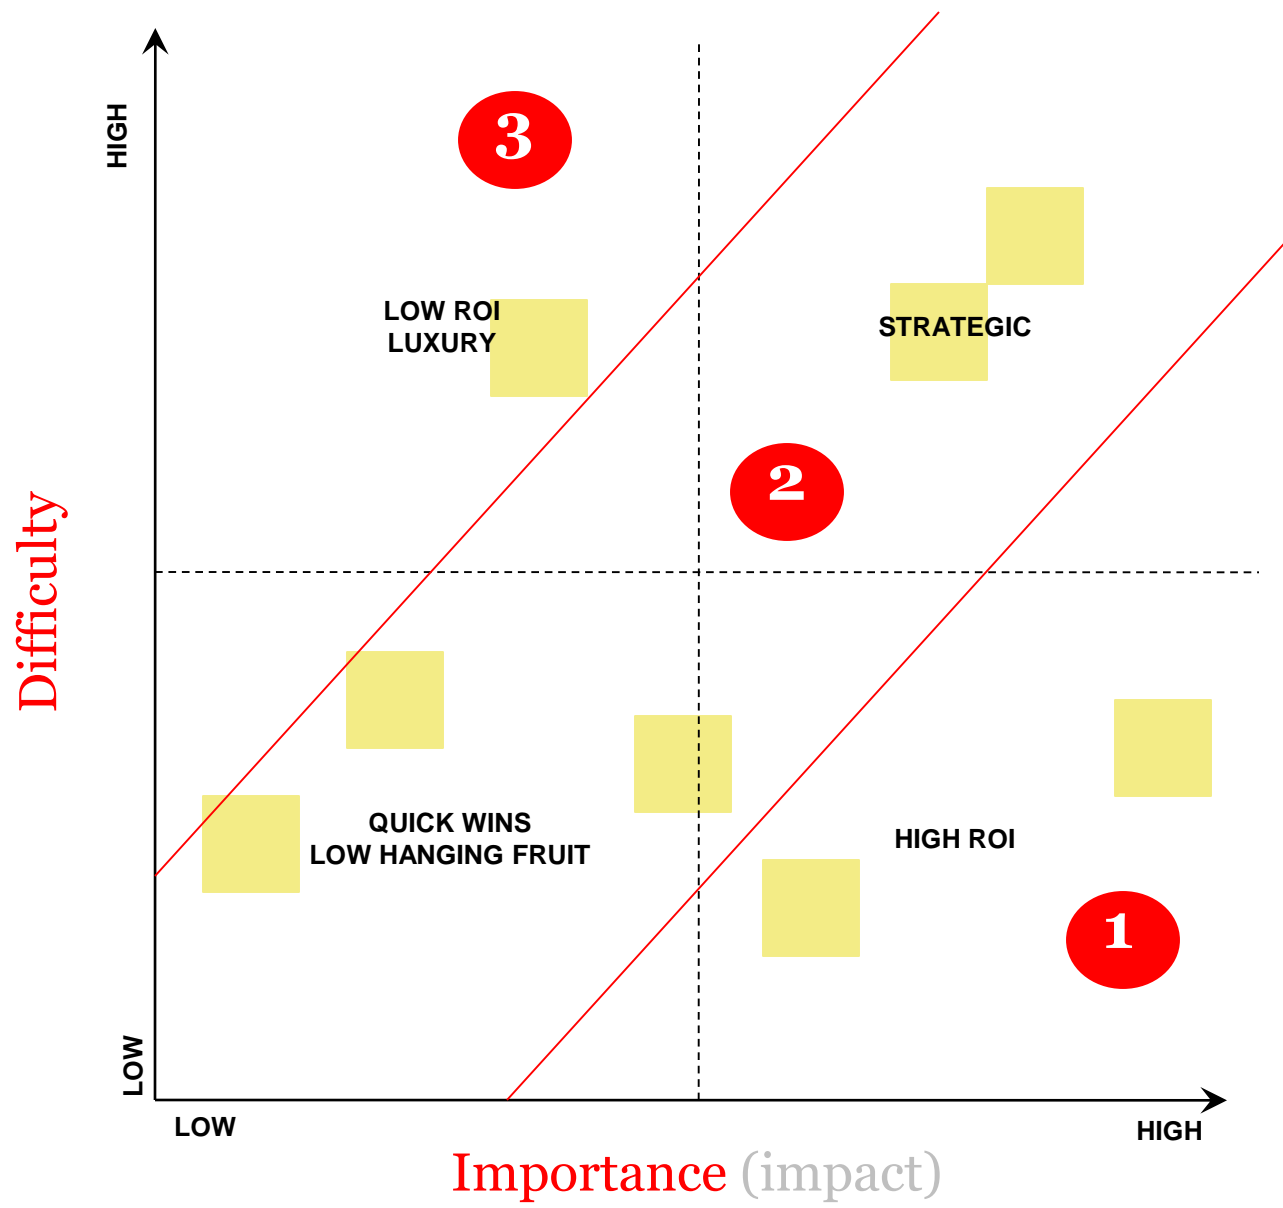 HIGH
3
LOW ROI
LUXURY
STRATEGIC
2
Difficulty
QUICK WINS
LOW HANGING FRUIT
HIGH ROI
1
LOW
LOW
HIGH
Importance (impact)